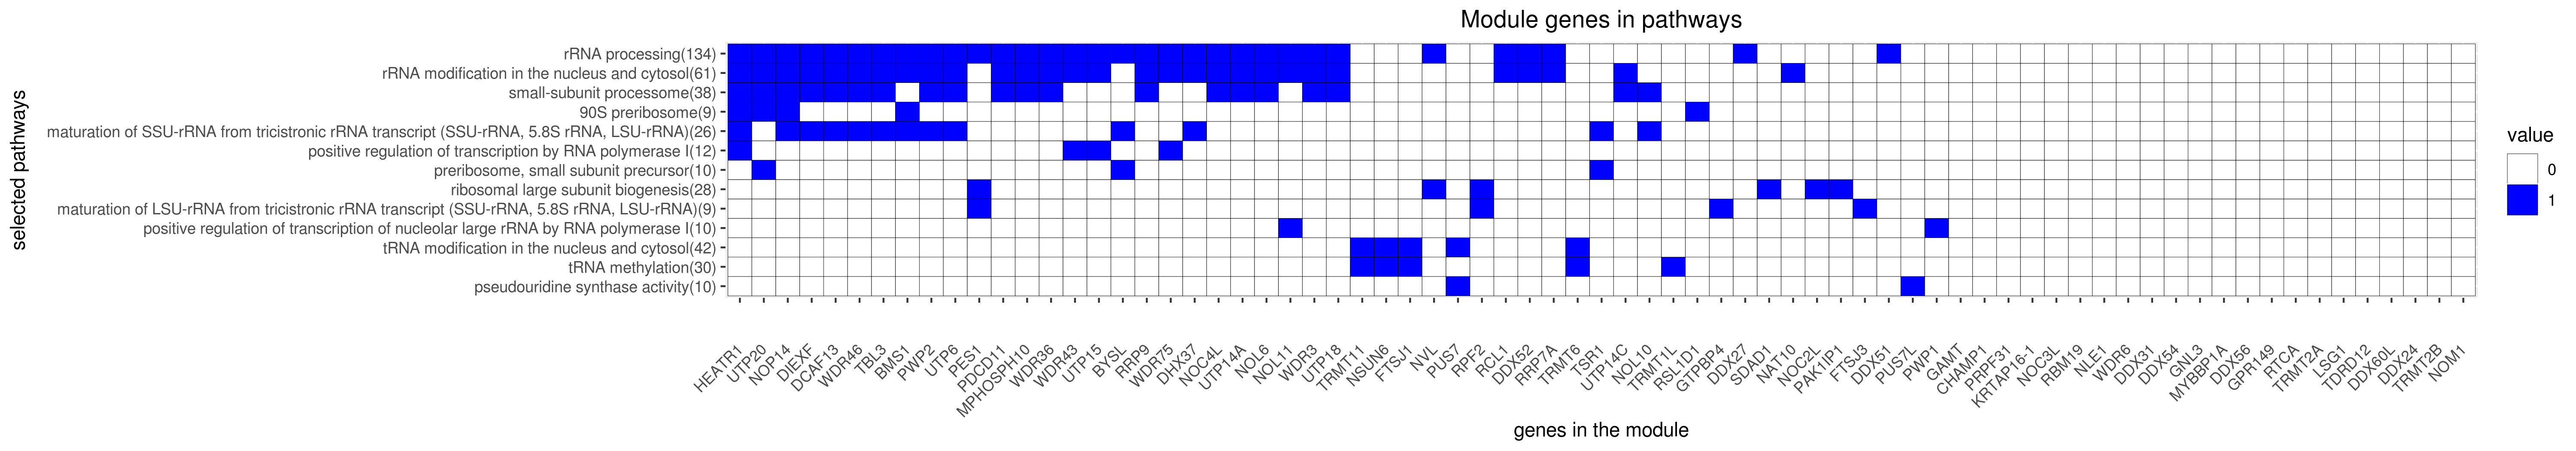 Module genes in pathways
selected pathways
rRNA processing(134)
rRNA modification in the nucleus and cytosol(61)
small-subunit processome(38)
90S preribosome(9)
maturation of SSU-rRNA from tricistronic rRNA transcript (SSU-rRNA, 5.8S rRNA, LSU-rRNA)(26)
positive regulation of transcription by RNA polymerase I(12)
preribosome, small subunit precursor(10)
ribosomal large subunit biogenesis(28)
maturation of LSU-rRNA from tricistronic rRNA transcript (SSU-rRNA, 5.8S rRNA, LSU-rRNA)(9)
positive regulation of transcription of nucleolar large rRNA by RNA polymerase I(10)
tRNA modification in the nucleus and cytosol(42)
tRNA methylation(30)
pseudouridine synthase activity(10)
value
0
1
HEATR1
UTP20
NOP14
DIEXF
DCAF13
WDR46
TBL3
BMS1
PWP2
UTP6
PES1
PDCD11
MPHOSPH10
WDR36
WDR43
UTP15
BYSL
RRP9
WDR75
DHX37
NOC4L
UTP14A
NOL6
NOL11
WDR3
UTP18
TRMT11
NSUN6
FTSJ1
NVL
PUS7
RPF2
RCL1
DDX52
RRP7A
TRMT6
TSR1
UTP14C
NOL10
TRMT1L
RSL1D1
GTPBP4
DDX27
SDAD1
NAT10
NOC2L
PAK1IP1
FTSJ3
DDX51
PUS7L
PWP1
GAMT
CHAMP1
PRPF31
KRTAP16-1
NOC3L
RBM19
NLE1
WDR6
DDX31
DDX54
GNL3
MYBBP1A
DDX56
GPR149
RTCA
TRMT2A
LSG1
TDRD12
DDX60L
DDX24
TRMT2B
NOM1
genes in the module